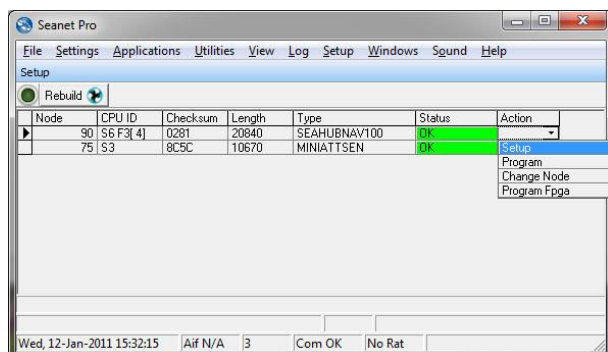 Seanet Pro
File Settings Applications Utilities View Log Setup Windows Sound Help
Setup
Rebuild
Node CPU ID Checksum Length Type Status Action
90 S6 F3[ 4] 0281 20840 SEAHUBNAV100 OK
75 S3 8C5C 10670 MINIATTSEN OK Setup
Program
Change Node
Program Fpga
Wed, 12-Jan-2011 15:32:15 Aif N/A 3 Com OK No Rat